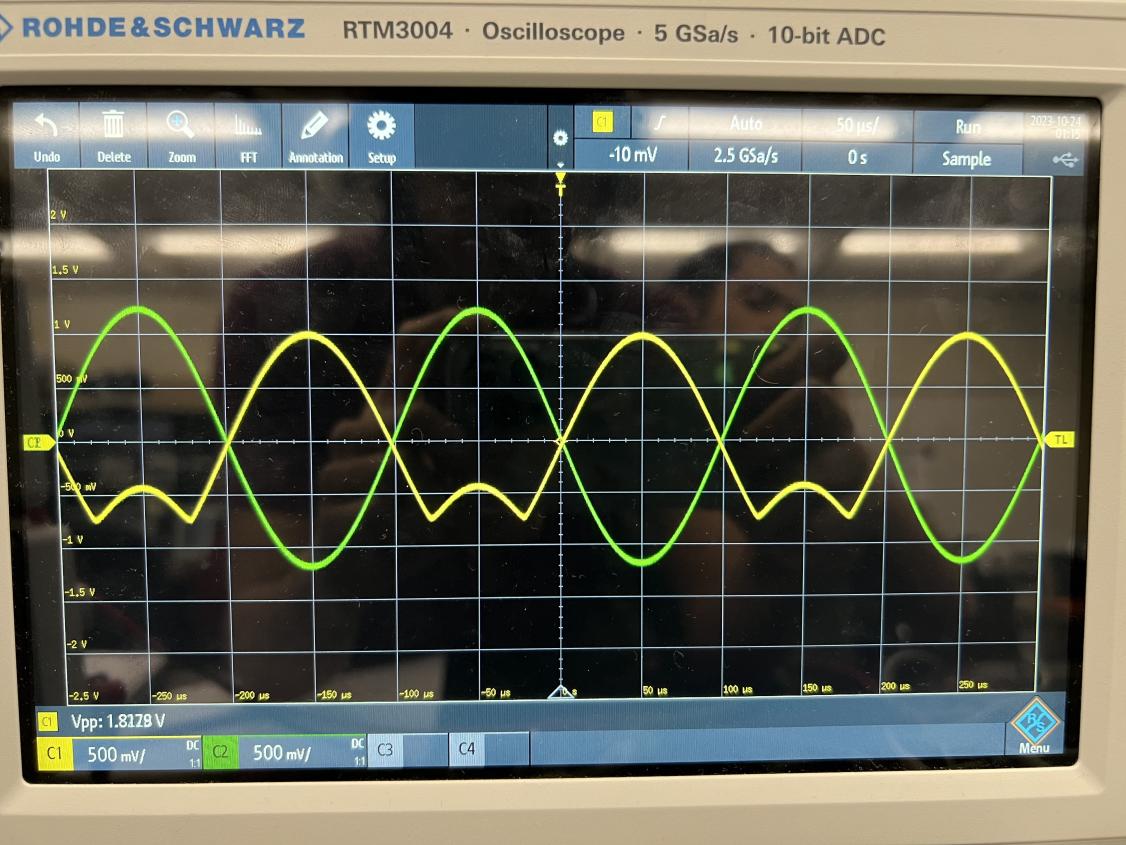 ROHDE&SCHWARZ RTM3004 · Oscilloscope · 5 GSa/s · 10-bit ADC
Undo Delete Zoom FFT Annotation Setup
C1 Auto 50 µs/ Run 2023-10-24
01:15
-10 mV 2.5 GSa/s 0 s Sample
T
2 V
1.5 V
1 V
500 mV
0 V
C2 TL
-500 mV
-1 V
-1.5 V
-2 V
-2.5 V -250 µs -200 µs -150 µs -100 µs -50 µs 0 s 50 µs 100 µs 150 µs 200 µs 250 µs
C1 Vpp: 1.8128 V
C1 500 mV/ DC 1:1 C2 500 mV/ DC 1:1 C3 C4
R/S
Menu